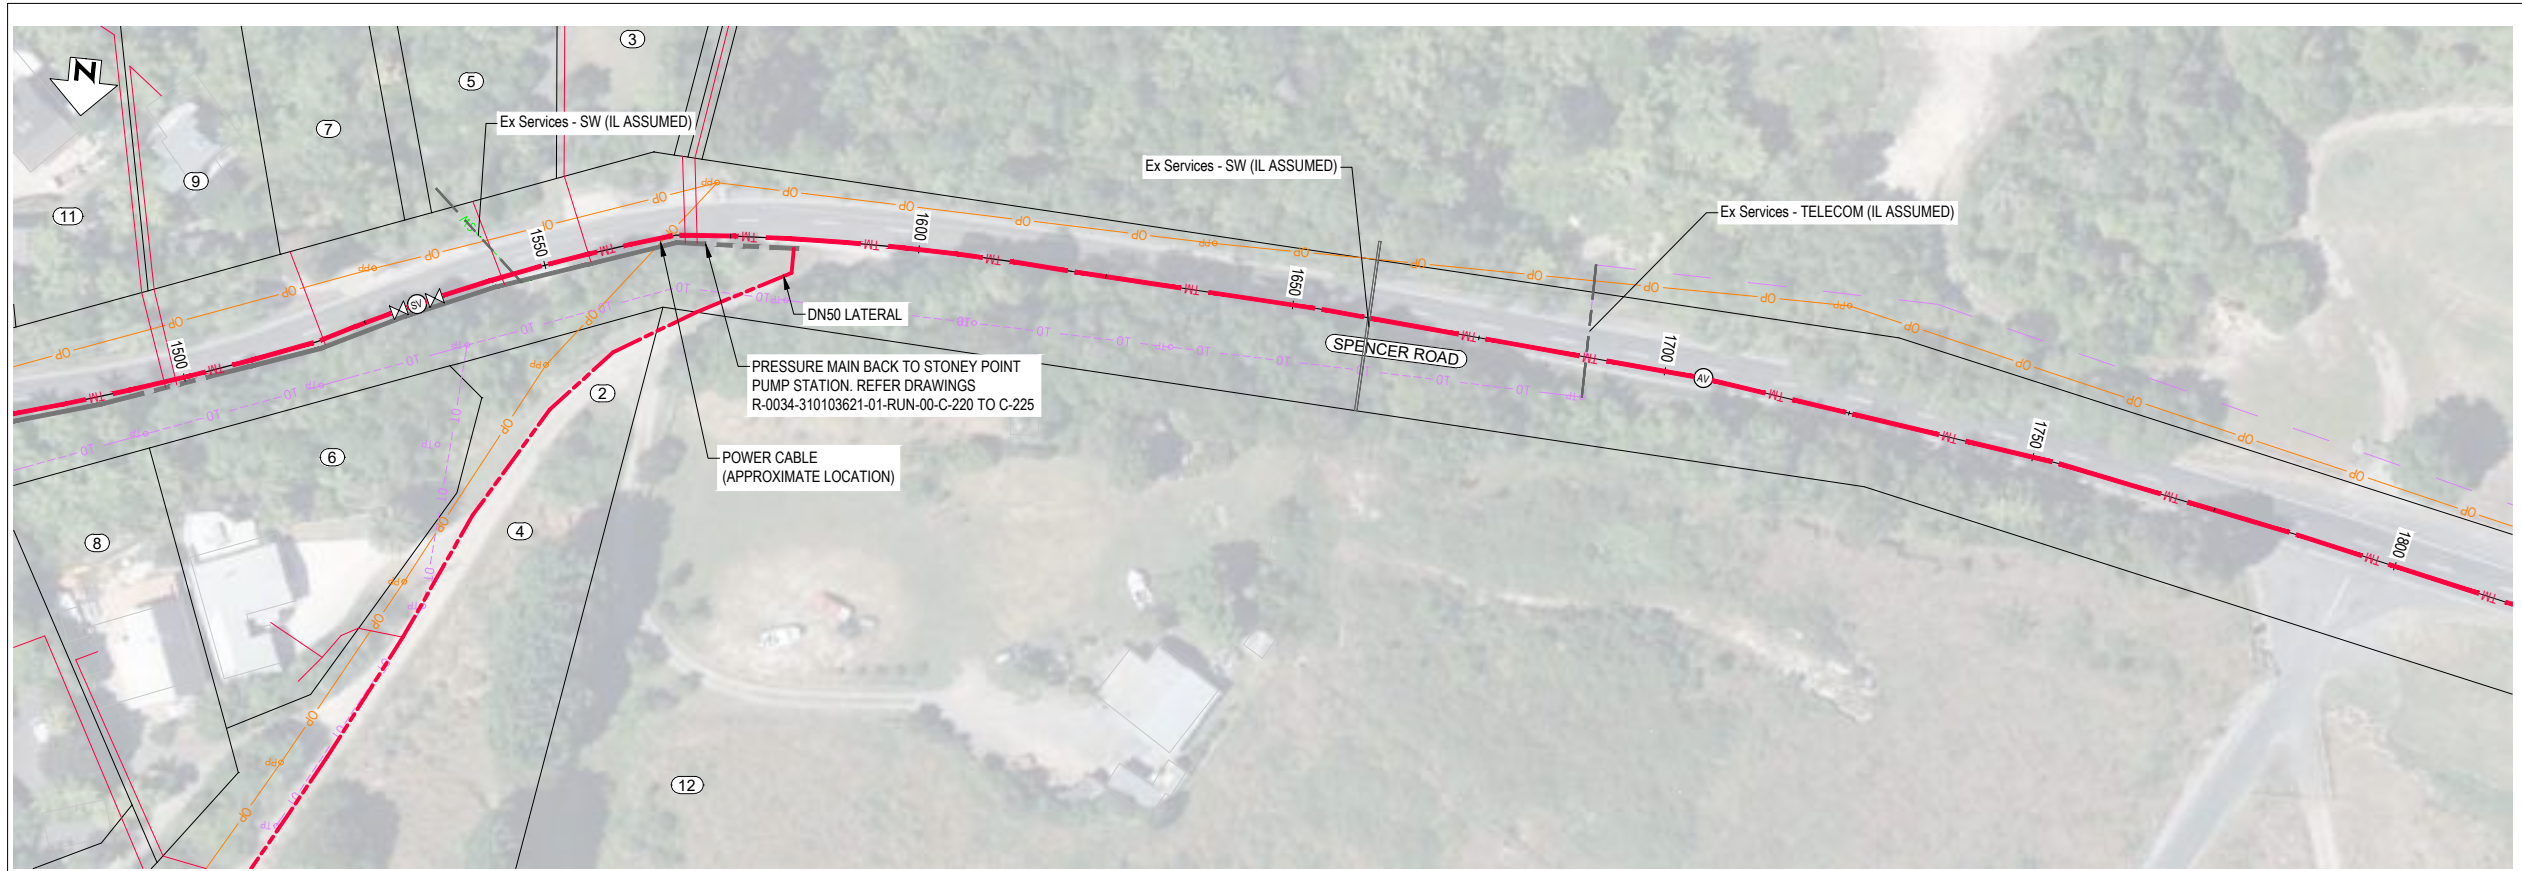 N
3
5
7
9
11
Ex Services - SW (IL ASSUMED)
Ex Services - SW (IL ASSUMED)
Ex Services - TELECOM (IL ASSUMED)
SW
1500
1550
1600
1650
1700
1750
1800
SV
AV
SPENCER ROAD
DN50 LATERAL
PRESSURE MAIN BACK TO STONEY POINT
PUMP STATION. REFER DRAWINGS
R-0034-310103621-01-RUN-00-C-220 TO C-225
POWER CABLE
(APPROXIMATE LOCATION)
2
6
4
8
12
TM
OP